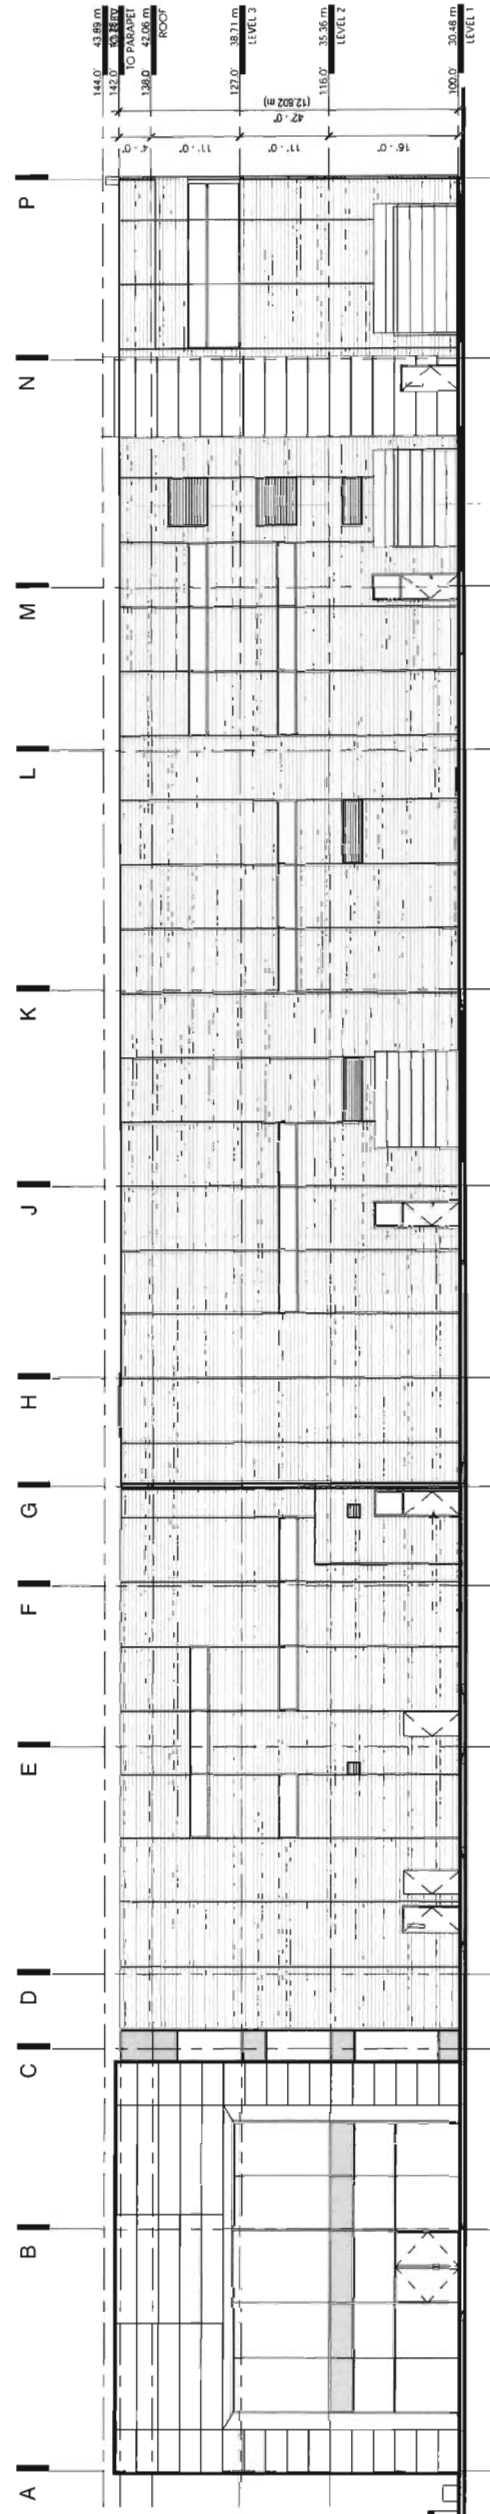 144.0' 43.89 m
142.0'
TO PARAPET
138.0' 42.06 m
ROOF
127.0' 38.71 m
LEVEL 3
116.0' 35.36 m
LEVEL 2
100.0' 30.48 m
LEVEL 1
4' - 0"
11' - 0"
11' - 0"
16' - 0"
42' - 0"
(12.802 m)
A B C D E F G H J K L M N P